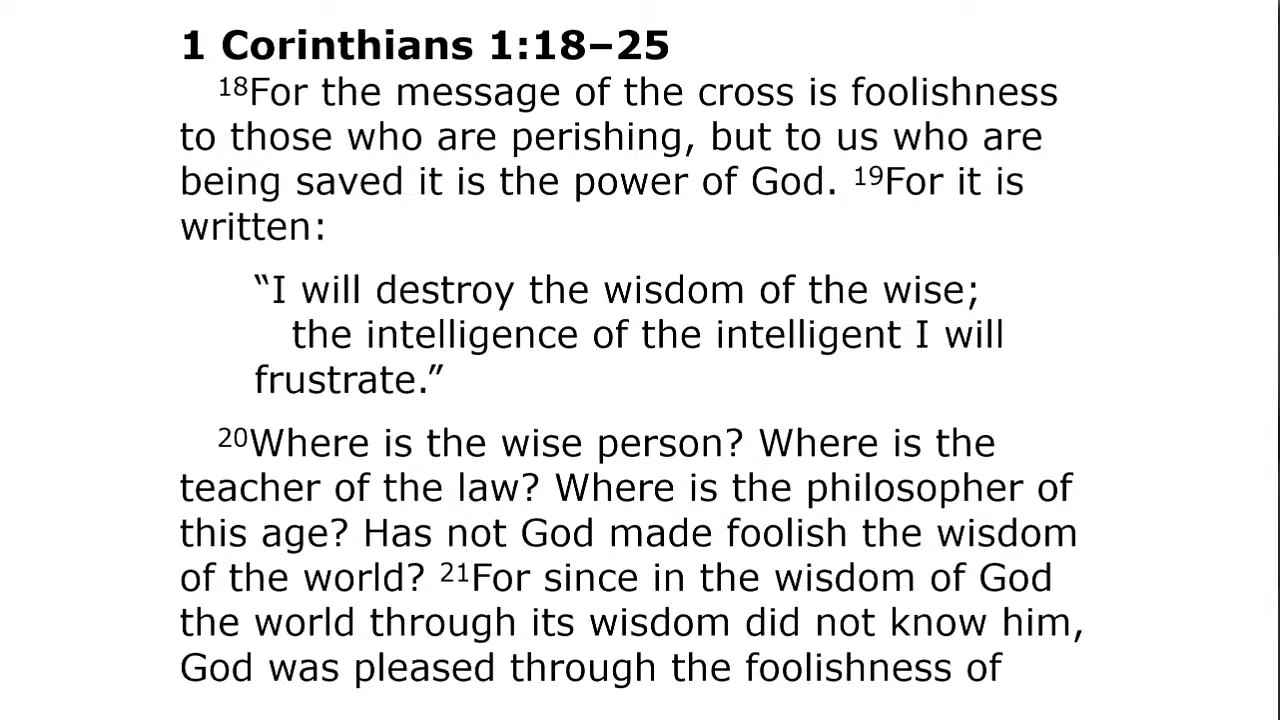 1 Corinthians 1:18–25
18For the message of the cross is foolishness
to those who are perishing, but to us who are
being saved it is the power of God. 19For it is
written:
“I will destroy the wisdom of the wise;
the intelligence of the intelligent I will
frustrate.”
20Where is the wise person? Where is the
teacher of the law? Where is the philosopher of
this age? Has not God made foolish the wisdom
of the world? 21For since in the wisdom of God
the world through its wisdom did not know him,
God was pleased through the foolishness of